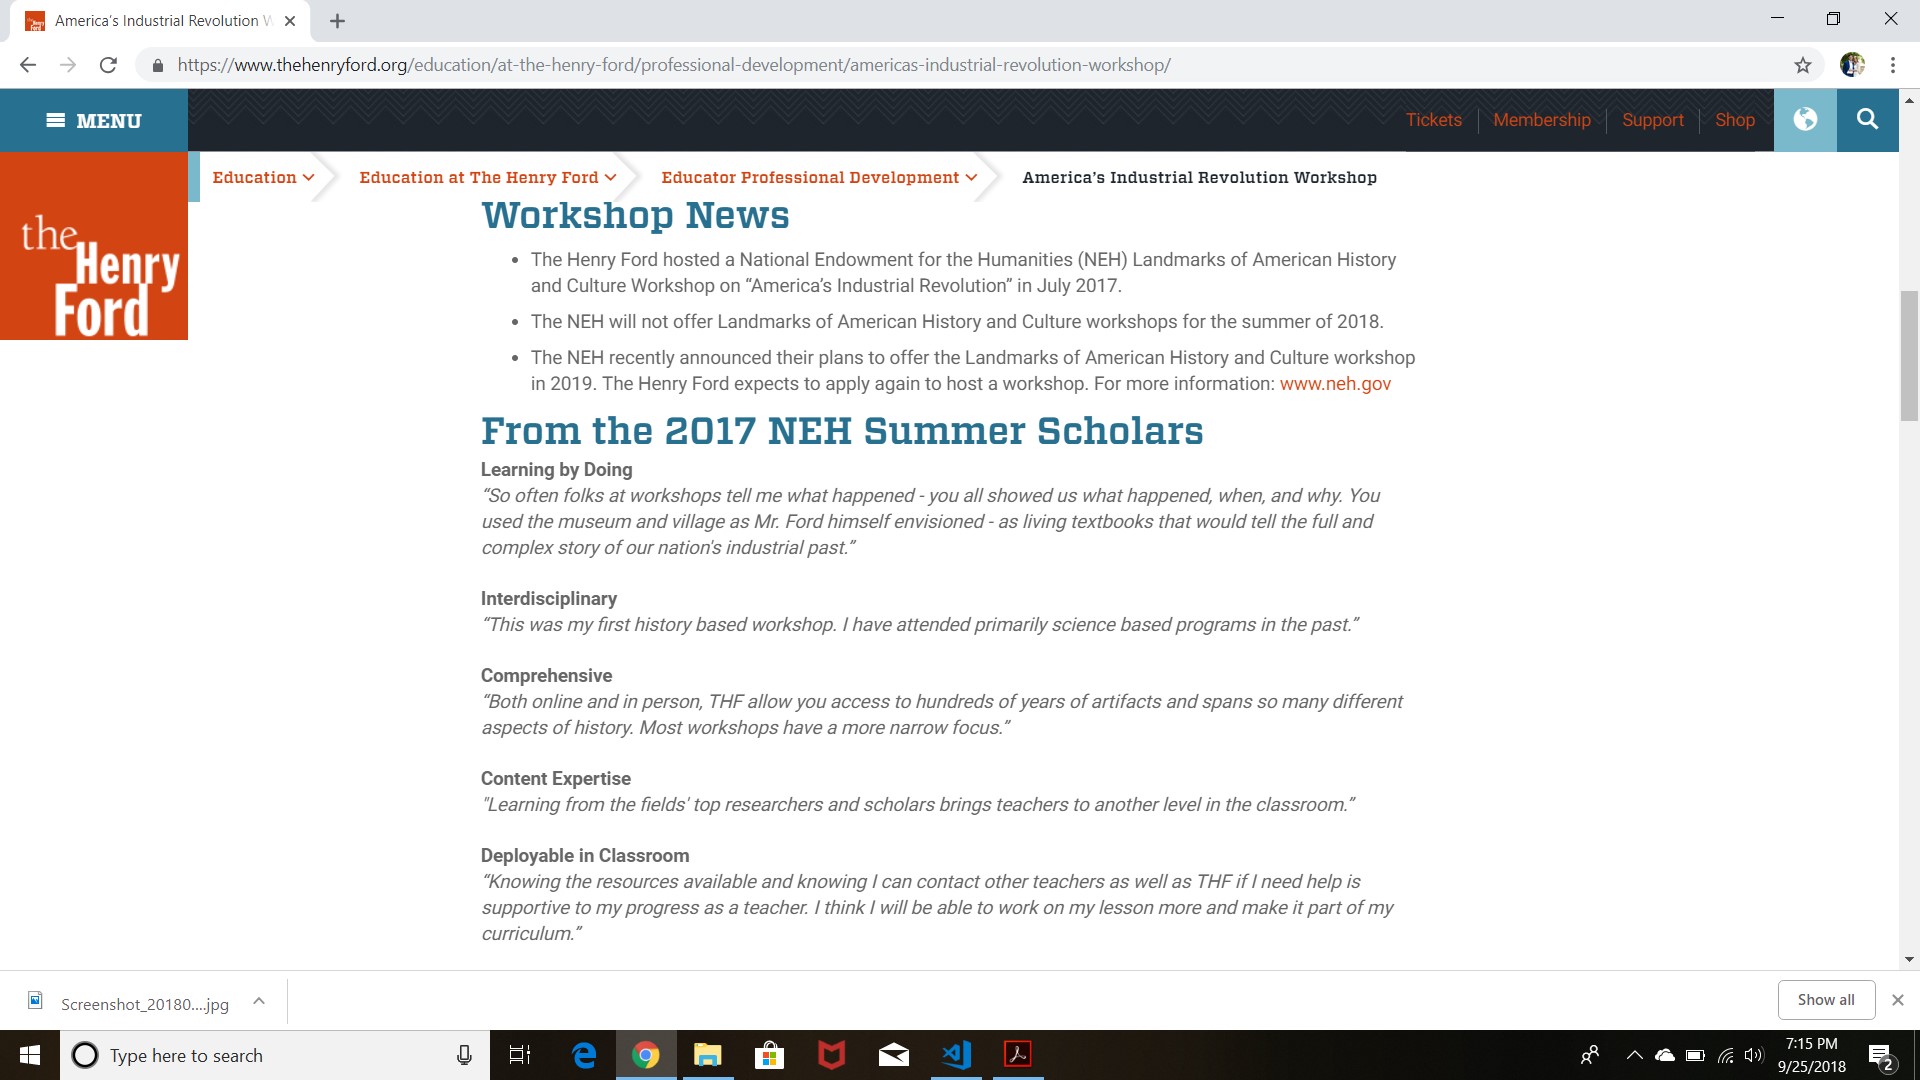 America's Industrial Revolution W
https://www.thehenryford.org/education/at-the-henry-ford/professional-development/americas-industrial-revolution-workshop/
MENU
Tickets
Membership
Support
Shop
the
Henry
Ford
Education
Education at The Henry Ford
Educator Professional Development
America's Industrial Revolution Workshop
Workshop News
• The Henry Ford hosted a National Endowment for the Humanities (NEH) Landmarks of American History
and Culture Workshop on “America's Industrial Revolution” in July 2017.
• The NEH will not offer Landmarks of American History and Culture workshops for the summer of 2018.
• The NEH recently announced their plans to offer the Landmarks of American History and Culture workshop
in 2019. The Henry Ford expects to apply again to host a workshop. For more information: www.neh.gov
From the 2017 NEH Summer Scholars
Learning by Doing
“So often folks at workshops tell me what happened - you all showed us what happened, when, and why. You
used the museum and village as Mr. Ford himself envisioned - as living textbooks that would tell the full and
complex story of our nation's industrial past.”
Interdisciplinary
“This was my first history based workshop. I have attended primarily science based programs in the past.”
Comprehensive
“Both online and in person, THF allow you access to hundreds of years of artifacts and spans so many different
aspects of history. Most workshops have a more narrow focus.”
Content Expertise
"Learning from the fields' top researchers and scholars brings teachers to another level in the classroom.”
Deployable in Classroom
“Knowing the resources available and knowing I can contact other teachers as well as THF if I need help is
supportive to my progress as a teacher. I think I will be able to work on my lesson more and make it part of my
curriculum.”
Screenshot_20180....jpg
Show all
Type here to search
7:15 PM
9/25/2018
2